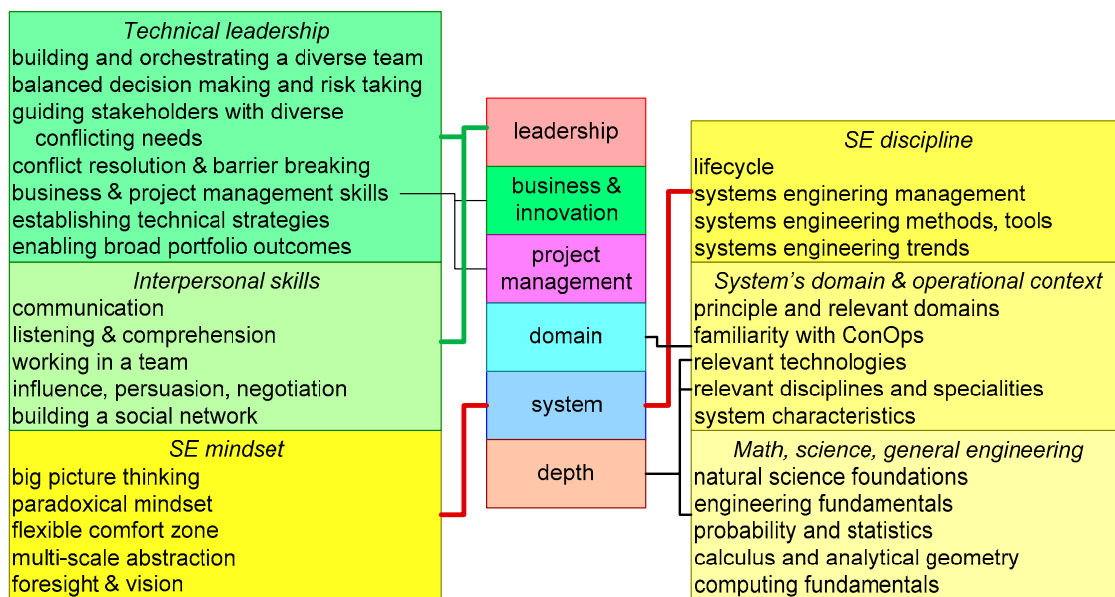 Technical leadership
building and orchestrating a diverse team
balanced decision making and risk taking
guiding stakeholders with diverse
conflicting needs
conflict resolution & barrier breaking
business & project management skills
establishing technical strategies
enabling broad portfolio outcomes
Interpersonal skills
communication
listening & comprehension
working in a team
influence, persuasion, negotiation
building a social network
SE mindset
big picture thinking
paradoxical mindset
flexible comfort zone
multi-scale abstraction
foresight & vision
leadership
business &
innovation
project
management
domain
system
depth
SE discipline
lifecycle
systems enginering management
systems engineering methods, tools
systems engineering trends
System's domain & operational context
principle and relevant domains
familiarity with ConOps
relevant technologies
relevant disciplines and specialities
system characteristics
Math, science, general engineering
natural science foundations
engineering fundamentals
probability and statistics
calculus and analytical geometry
computing fundamentals